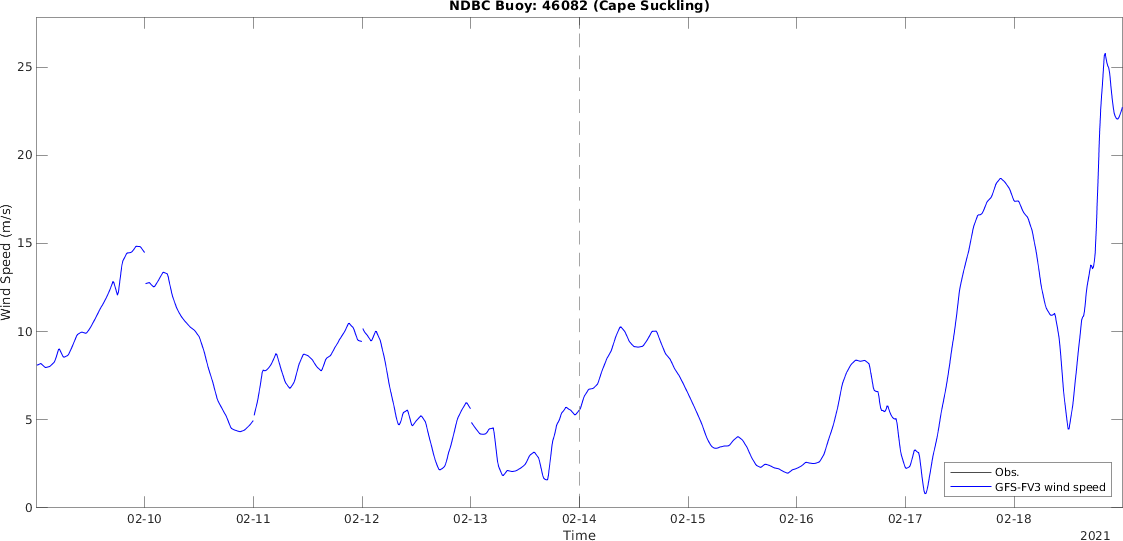 NDBC Buoy: 46082 (Cape Suckling)
Wind Speed (m/s)
25
20
15
10
5
0
02-10 02-11 02-12 02-13 02-14 02-15 02-16 02-17 02-18
Time
2021
Obs.
GFS-FV3 wind speed